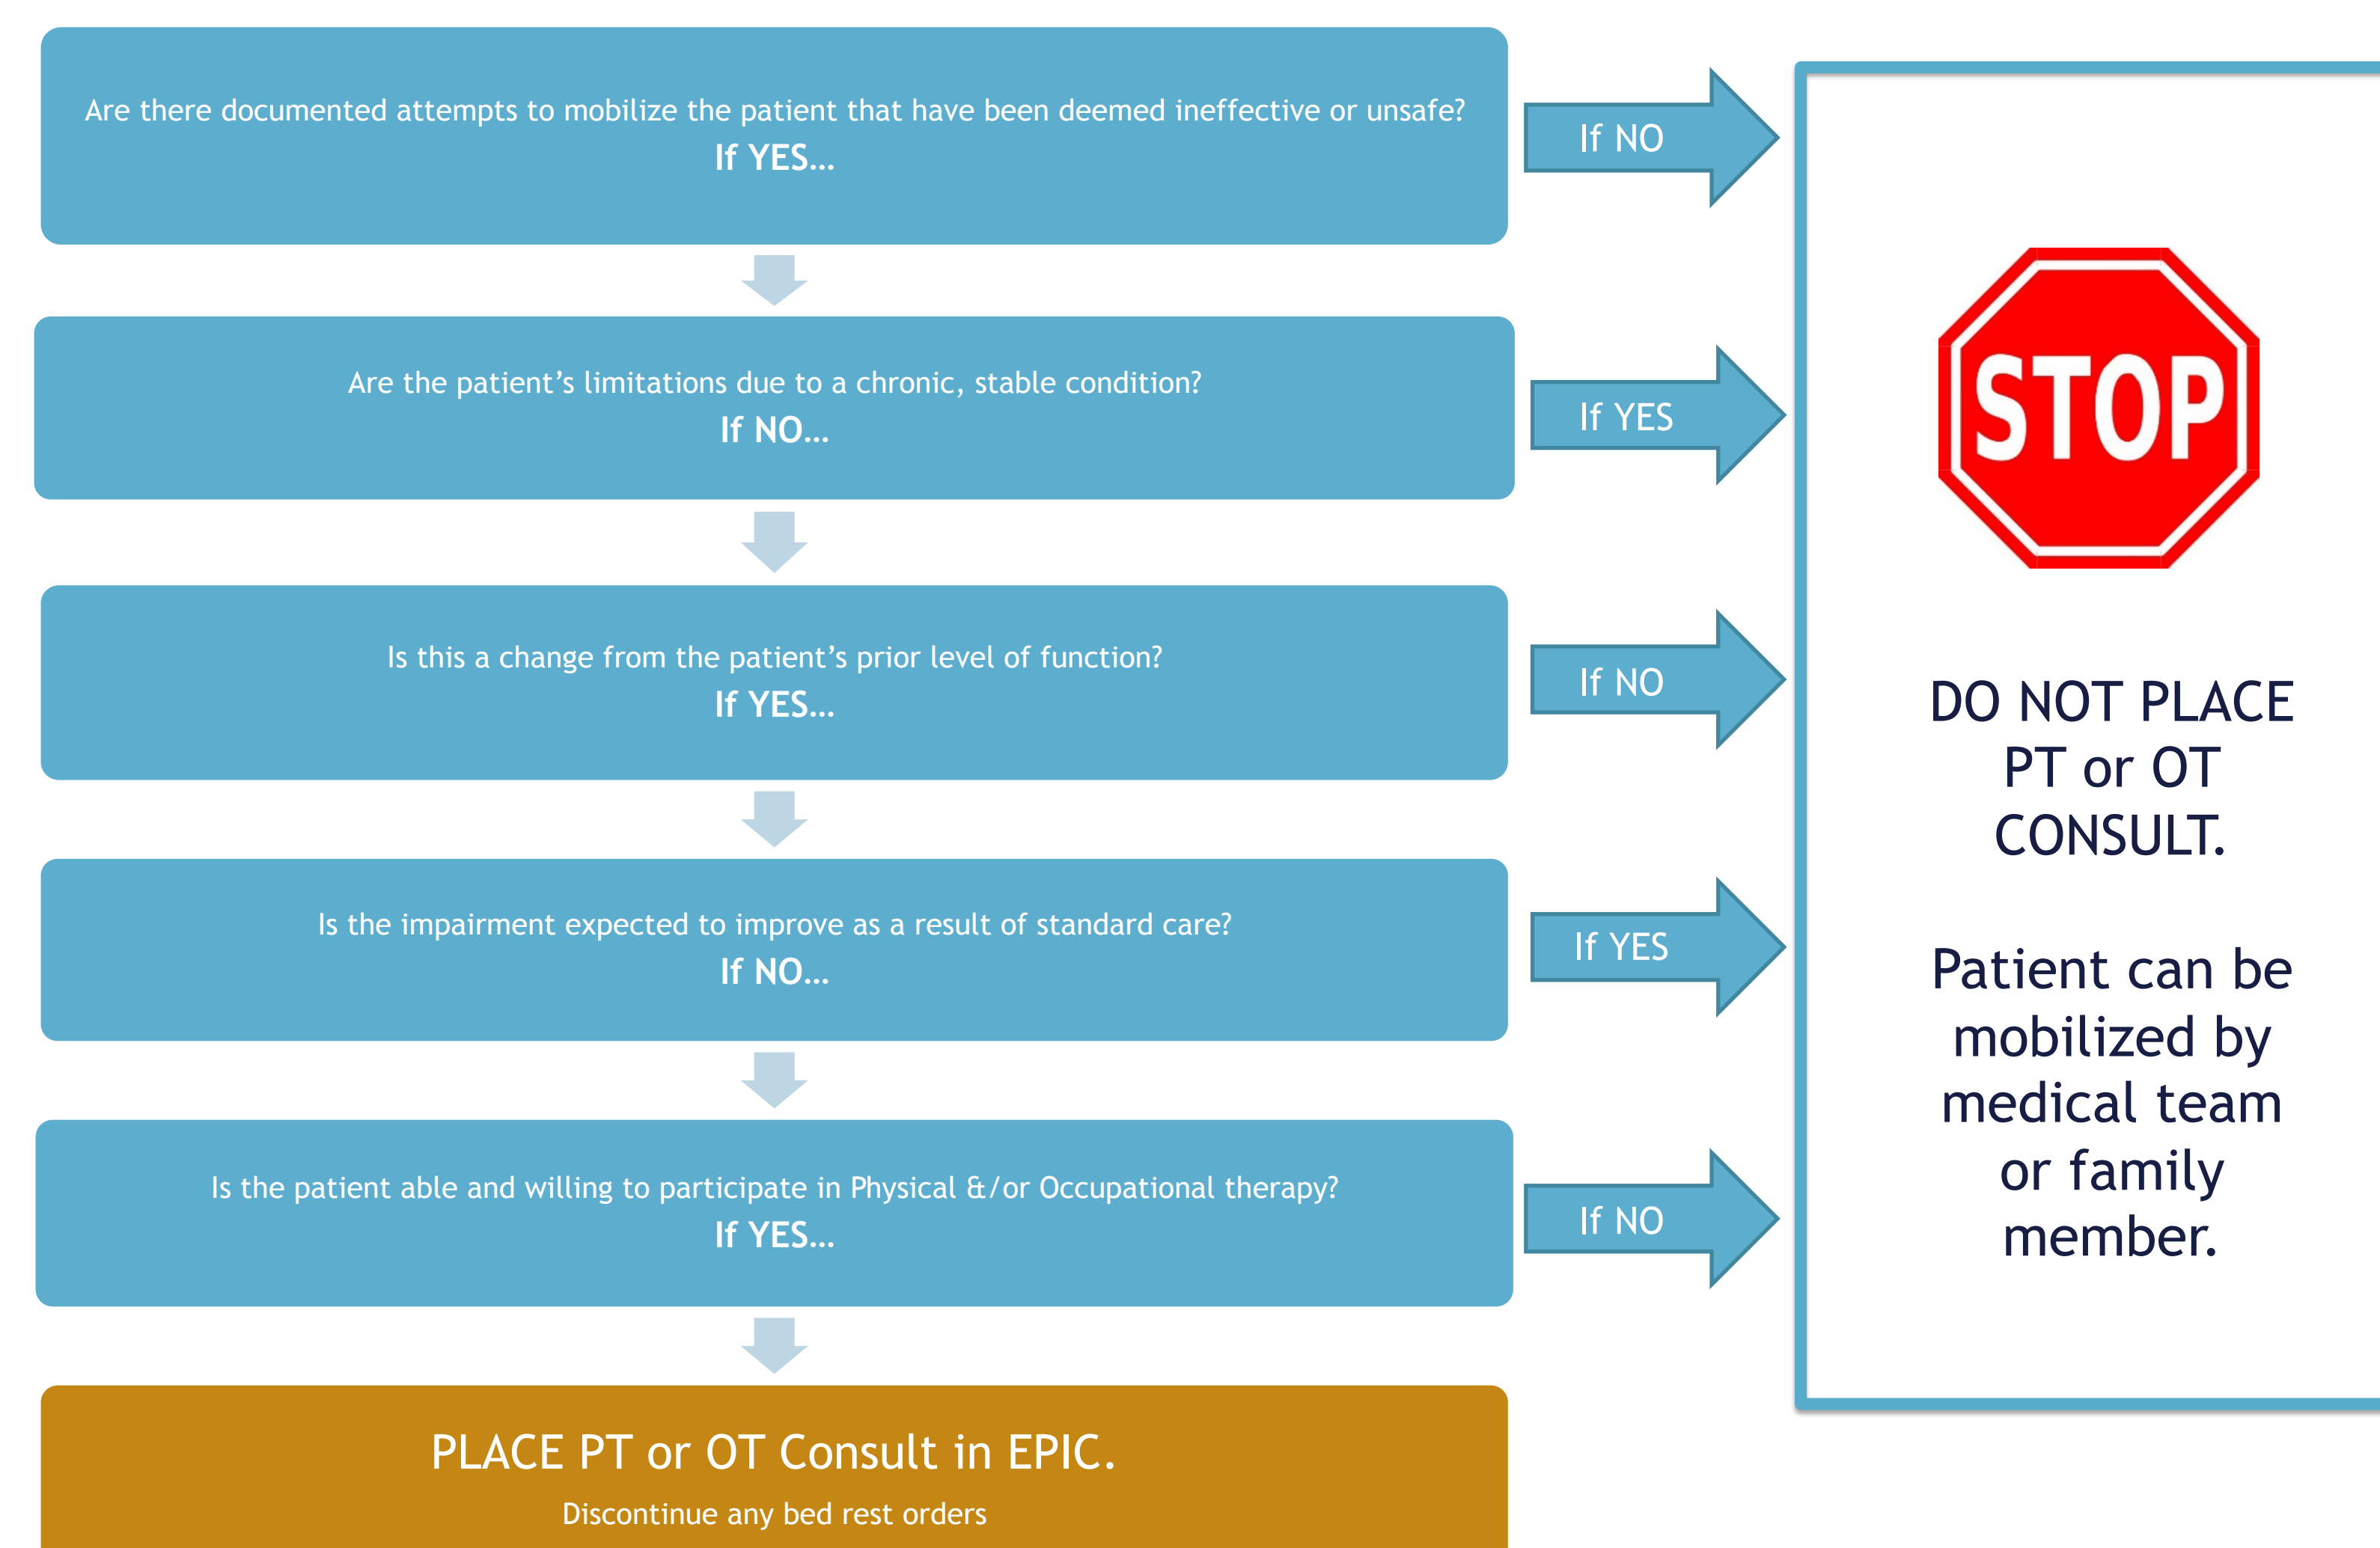 Are there documented attempts to mobilize the patient that have been deemed ineffective or unsafe?
If YES…
If NO
Are the patient’s limitations due to a chronic, stable condition?
If NO…
If YES
Is this a change from the patient’s prior level of function?
If YES…
If NO
Is the impairment expected to improve as a result of standard care?
If NO…
If YES
Is the patient able and willing to participate in Physical &/or Occupational therapy?
If YES…
If NO
PLACE PT or OT Consult in EPIC.
Discontinue any bed rest orders
STOP
DO NOT PLACE
PT or OT
CONSULT.
Patient can be
mobilized by
medical team
or family
member.